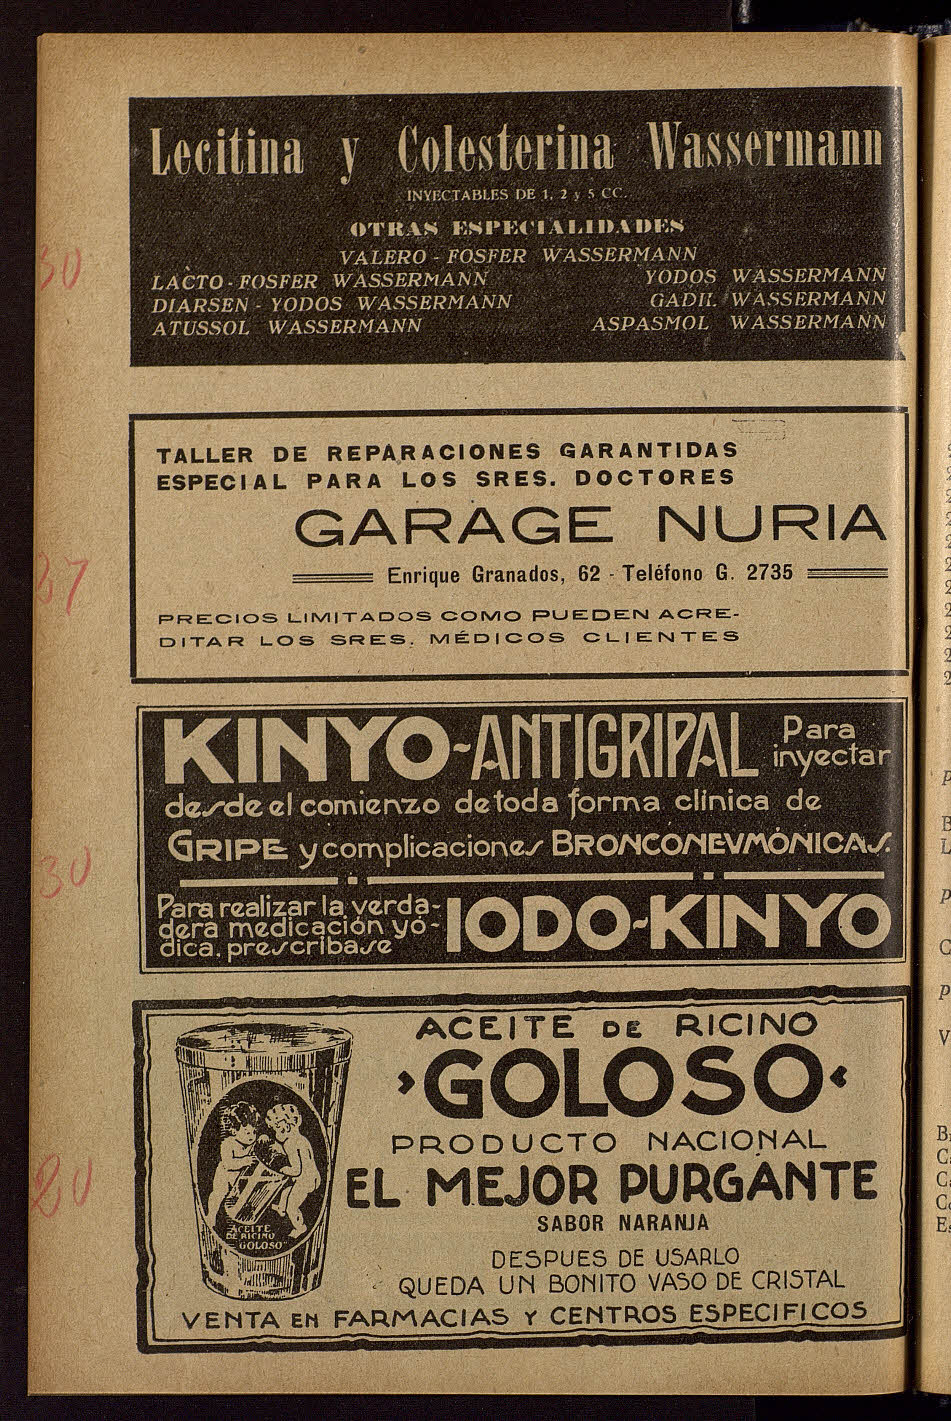 Lecitina y Colesterina Wassermann
INYECTABLES DE 1, 2 y 5 CC.
OTRAS ESPECIALIDADES
VALERO - FOSFER WASSERMANN
LACTO - FOSFER WASSERMANN YODOS WASSERMANN
DIARSEN - YODOS WASSERMANN GADIL WASSERMANN
ATUSSOL WASSERMANN ASPASMOL WASSERMANN
30
TALLER DE REPARACIONES GARANTIDAS
ESPECIAL PARA LOS SRES. DOCTORES
GARAGE NURIA
Enrique Granados, 62 - Teléfono G. 2735
PRECIOS LIMITADOS COMO PUEDEN ACRE-
DITAR LOS SRES. MÉDICOS CLIENTES
37
KINYO-ANTIGRIPAL Para
inyectar
desde el comienzo de toda forma clínica de
GRIPE y complicaciones BRONCONEUMÓNICAS.
30
Para realizar la verda-
dera medicación yó-
dica, prescríbase
IODO-KINYO
ACEITE DE RICINO
"GOLOSO"
PRODUCTO NACIONAL
EL MEJOR PURGANTE
SABOR NARANJA
20
ACEITE
DE RICINO
"GOLOSO"
DESPUES DE USARLO
QUEDA UN BONITO VASO DE CRISTAL
VENTA EN FARMACIAS Y CENTROS ESPECIFICOS